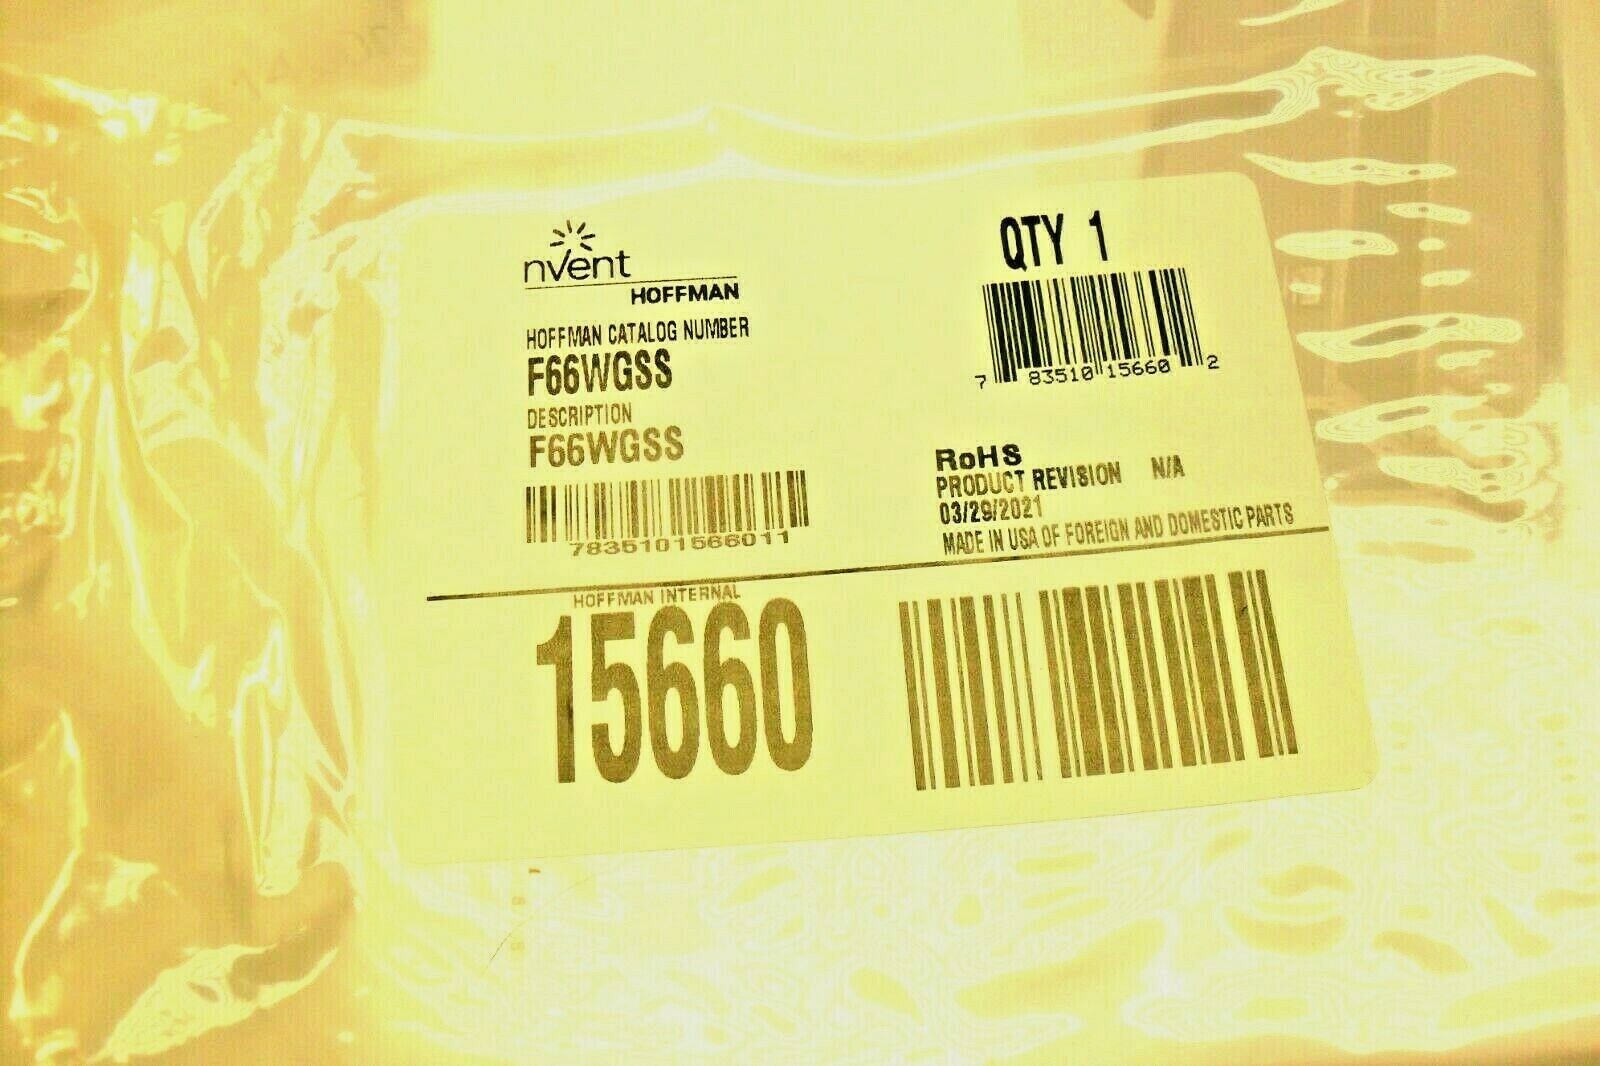 nVent
HOFFMAN
HOFFMAN CATALOG NUMBER
F66WGSS
DESCRIPTION
F66WGSS
7835101566011
QTY 1
7 83510 15660 2
RoHS
PRODUCT REVISION N/A
03/29/2021
MADE IN USA OF FOREIGN AND DOMESTIC PARTS
HOFFMAN INTERNAL
15660